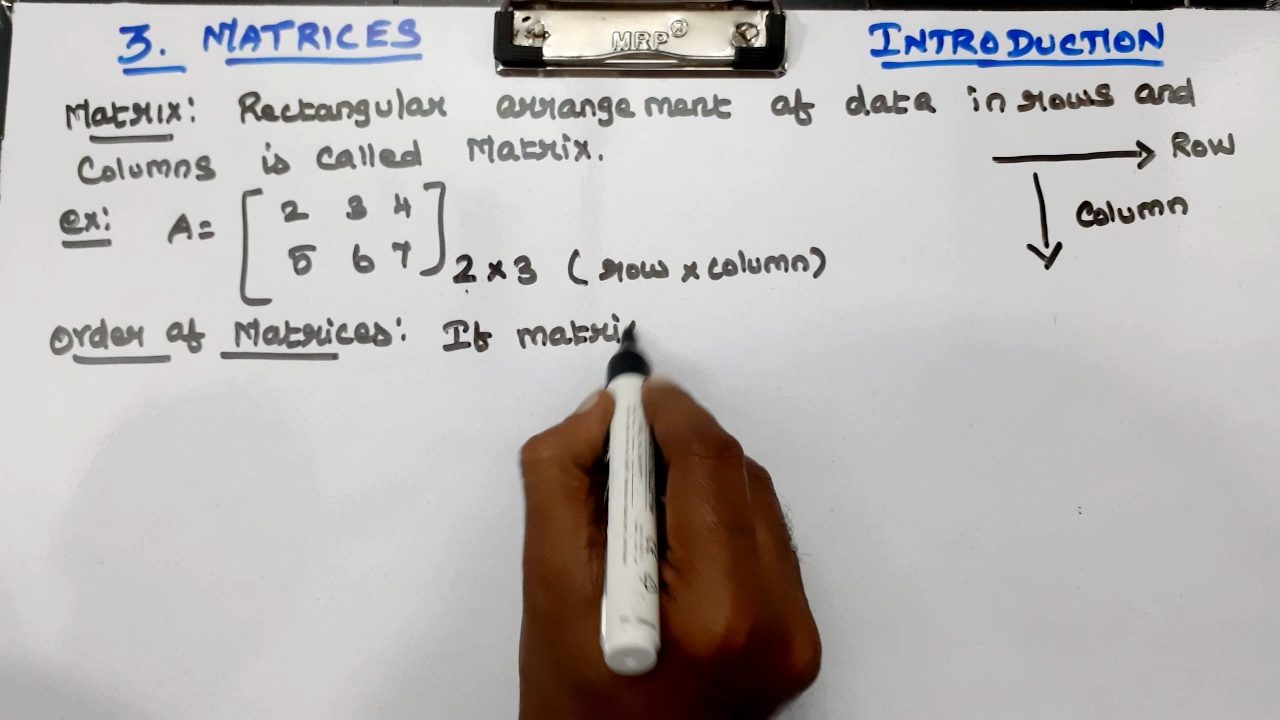 3. MATRICES
MRP®
INTRODUCTION
Matrix: Rectangular arrangement of data in rows and
Columns is called Matrix.
Row
Column
ex: A= [ 2 3 4
5 6 7 ] 2 x 3 (row x column)
Order of Matrices: If matri